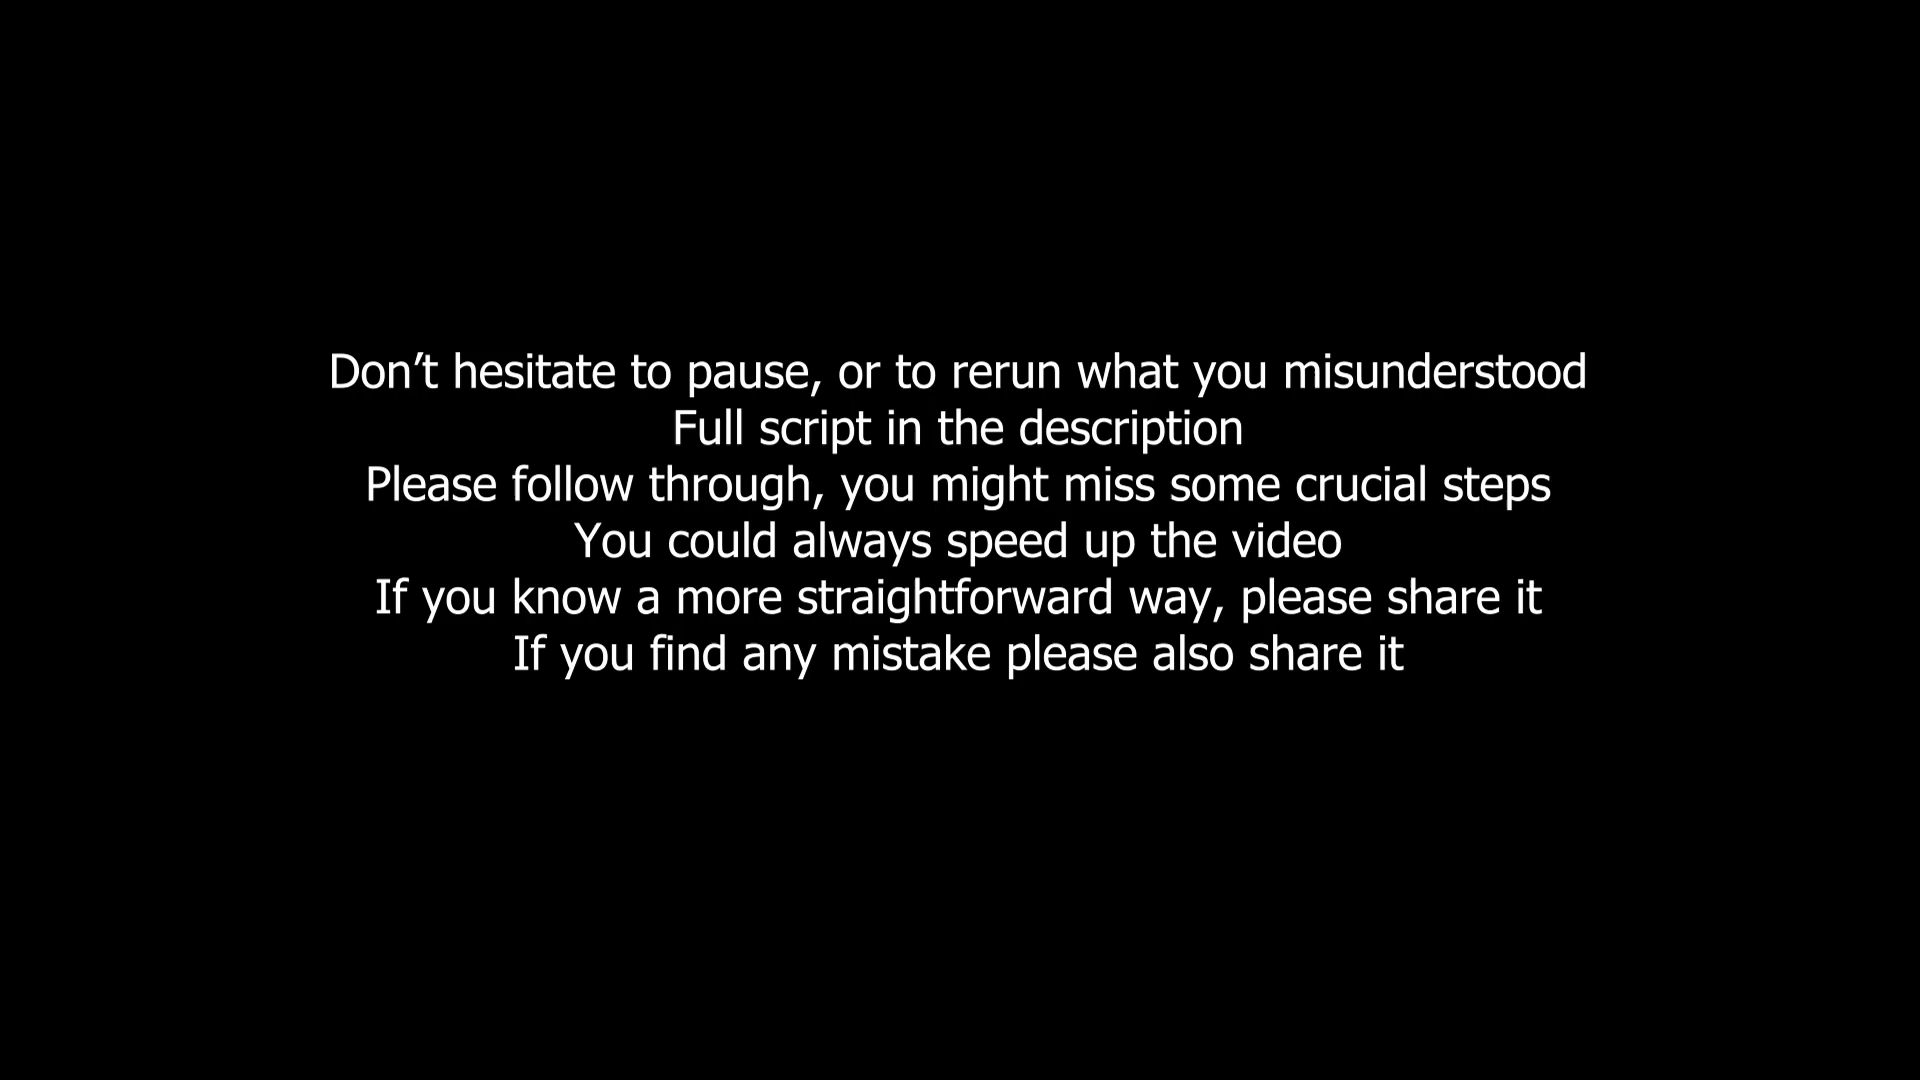 Don’t hesitate to pause, or to rerun what you misunderstood
Full script in the description
Please follow through, you might miss some crucial steps
You could always speed up the video
If you know a more straightforward way, please share it
If you find any mistake please also share it